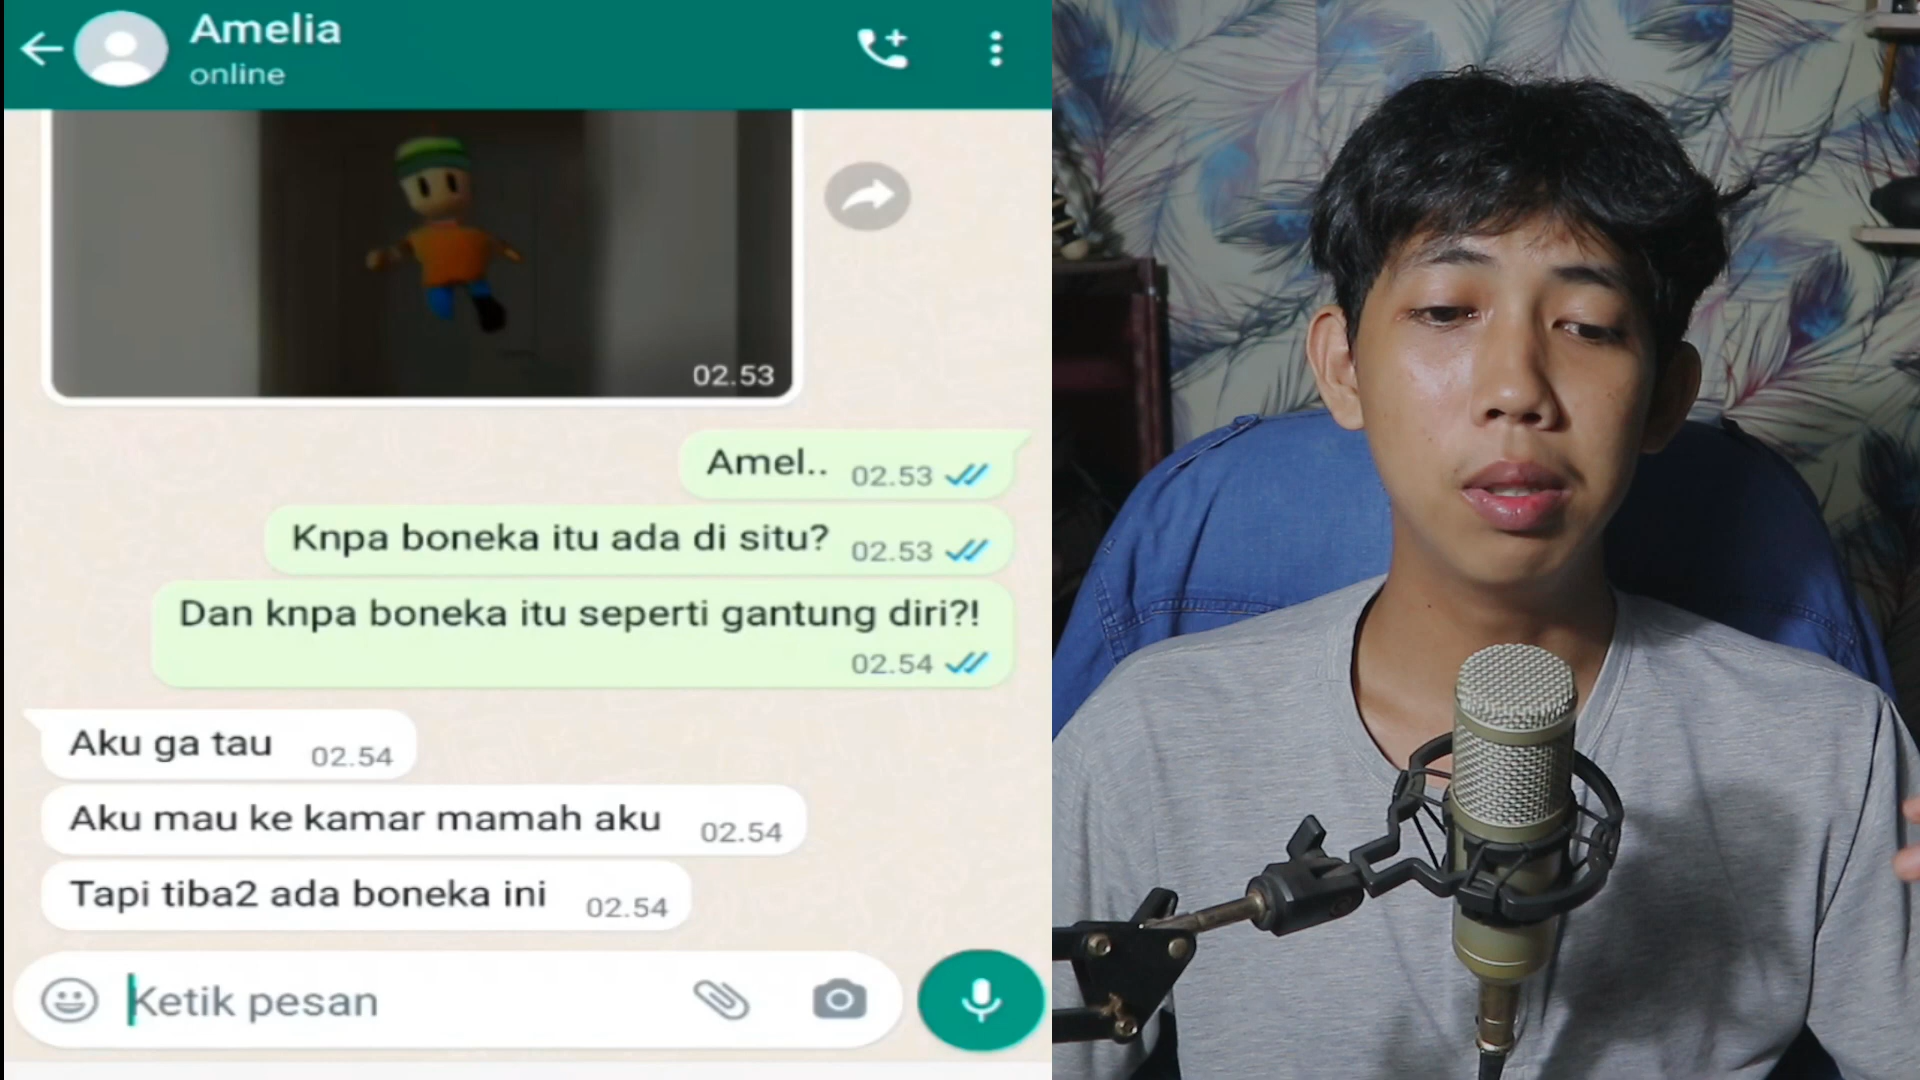 Amelia
online
02.53
Amel.. 02.53
Knpa boneka itu ada di situ? 02.53
Dan knpa boneka itu seperti gantung diri?!
02.54
Aku ga tau 02.54
Aku mau ke kamar mamah aku 02.54
Tapi tiba2 ada boneka ini 02.54
Ketik pesan